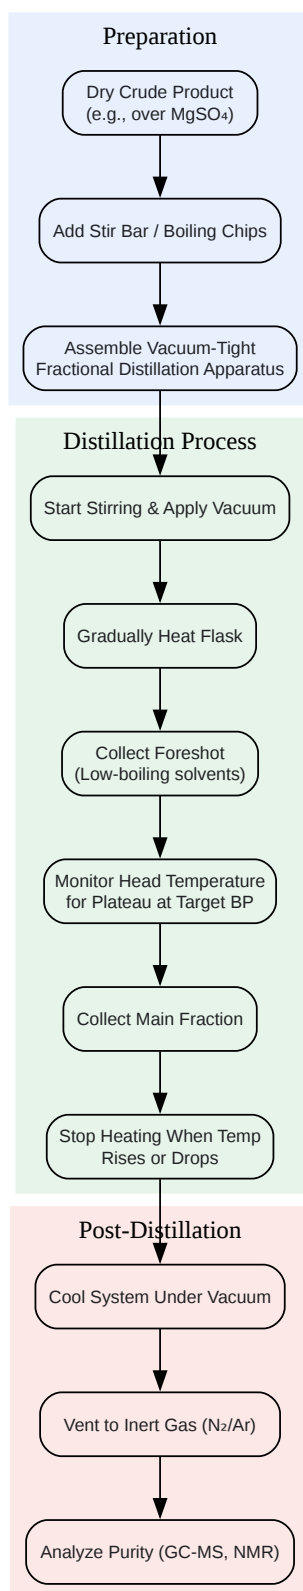 Preparation
Dry Crude Product
(e.g., over MgSO₄)
Add Stir Bar / Boiling Chips
Assemble Vacuum-Tight
Fractional Distillation Apparatus
Distillation Process
Start Stirring & Apply Vacuum
Gradually Heat Flask
Collect Foreshot
(Low-boiling solvents)
Monitor Head Temperature
for Plateau at Target BP
Collect Main Fraction
Stop Heating When Temp
Rises or Drops
Post-Distillation
Cool System Under Vacuum
Vent to Inert Gas (N₂/Ar)
Analyze Purity (GC-MS, NMR)